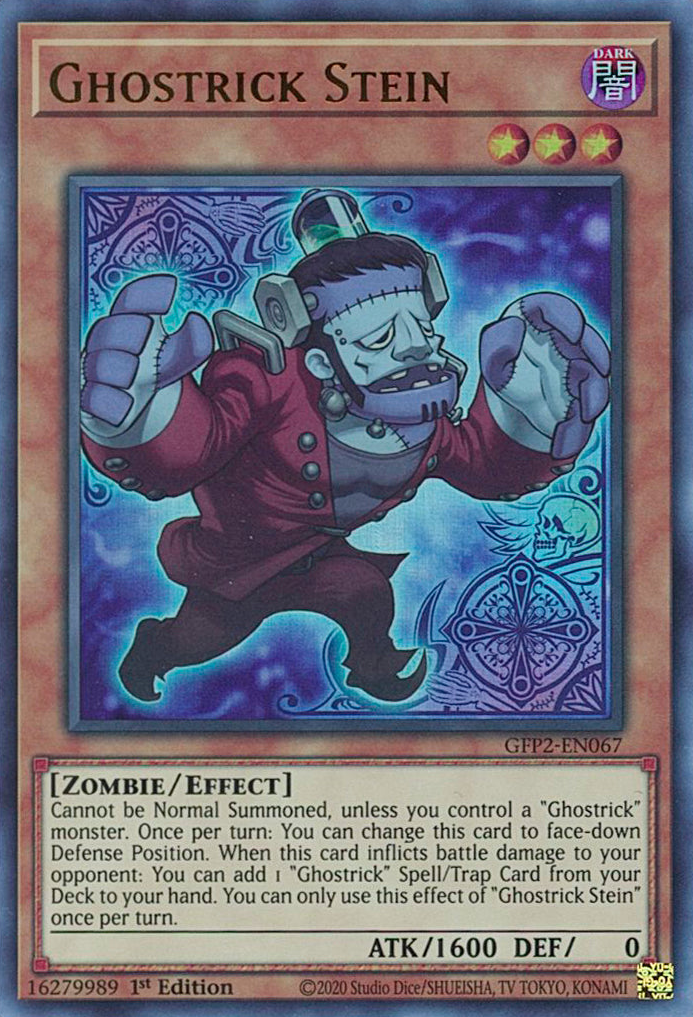 Ghostrick Stein
DARK
闇
GFP2-EN067
[Zombie/Effect]
Cannot be Normal Summoned, unless you control a "Ghostrick"
monster. Once per turn: You can change this card to face-down
Defense Position. When this card inflicts battle damage to your
opponent: You can add 1 "Ghostrick" Spell/Trap Card from your
Deck to your hand. You can only use this effect of "Ghostrick Stein"
once per turn.
ATK/1600 DEF/ 0
16279989 1st Edition ©2020 Studio Dice/SHUEISHA, TV TOKYO, KONAMI